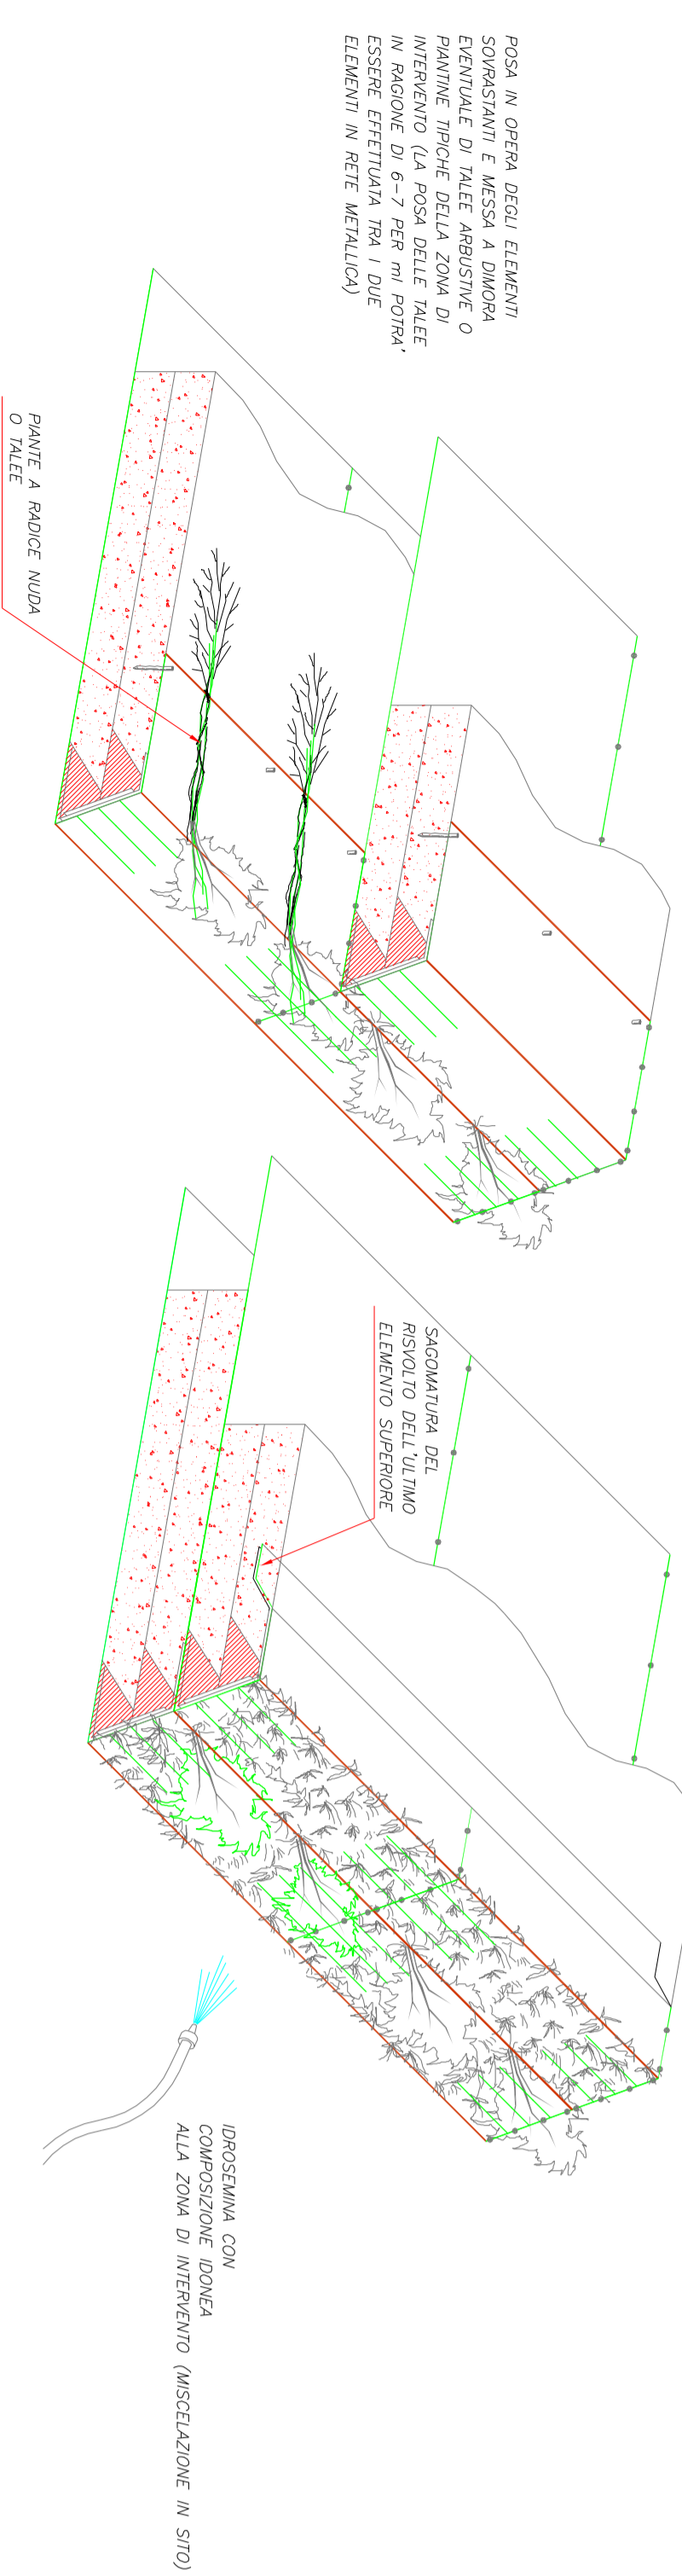 POSA IN OPERA DEGLI ELEMENTI
SOVRASTANTI E MESSA A DIMORA
EVENTUALE DI TALEE ARBUSTIVE O
PIANTINE TIPICHE DELLA ZONA DI
INTERVENTO (LA POSA DELLE TALEE
IN RAGIONE DI 6-7 PER ml POTRA'
ESSERE EFFETTUATA TRA I DUE
ELEMENTI IN RETE METALLICA)
PIANTE A RADICE NUDA
O TALEE
SAGOMATURA DEL
RISVOLTO DELL'ULTIMO
ELEMENTO SUPERIORE
IDROSEMINA CON
COMPOSIZIONE IDONEA
ALLA ZONA DI INTERVENTO (MISCELAZIONE IN SITO)